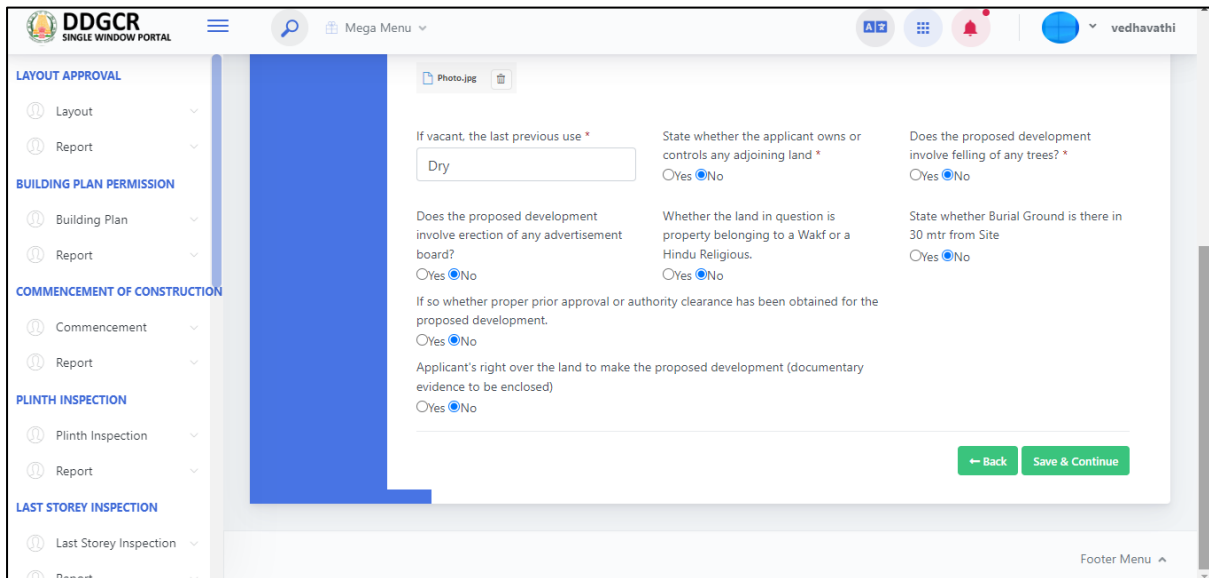 DDGCR
SINGLE WINDOW PORTAL
Mega Menu
vedhavathi
LAYOUT APPROVAL
Layout
Report
BUILDING PLAN PERMISSION
Building Plan
Report
COMMENCEMENT OF CONSTRUCTION
Commencement
Report
PLINTH INSPECTION
Plinth Inspection
Report
LAST STOREY INSPECTION
Last Storey Inspection
Report
Photo.jpg
If vacant, the last previous use *
Dry
State whether the applicant owns or
controls any adjoining land *
Yes No
Does the proposed development
involve felling of any trees? *
Yes No
Does the proposed development
involve erection of any advertisement
board?
Yes No
Whether the land in question is
property belonging to a Wakf or a
Hindu Religious.
Yes No
State whether Burial Ground is there in
30 mtr from Site
Yes No
If so whether proper prior approval or authority clearance has been obtained for the
proposed development.
Yes No
Applicant's right over the land to make the proposed development (documentary
evidence to be enclosed)
Yes No
← Back
Save & Continue
Footer Menu